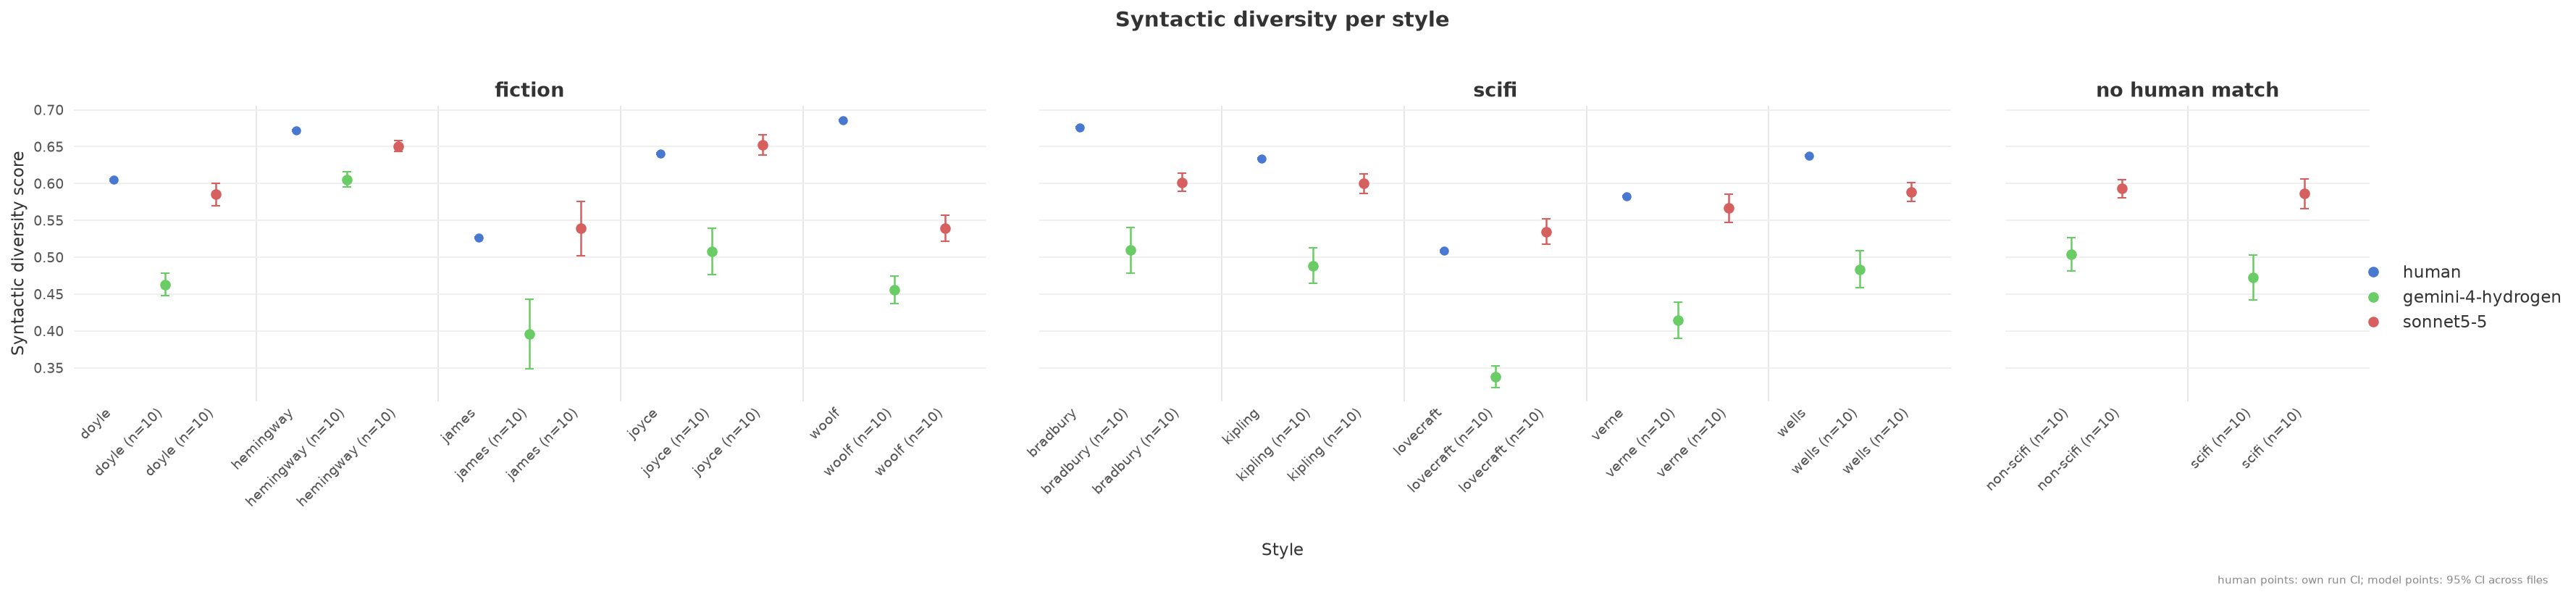 Syntactic diversity per style
fiction
scifi
no human match
Syntactic diversity score
0.70
0.65
0.60
0.55
0.50
0.45
0.40
0.35
doyle
doyle (n=10)
doyle (n=10)
hemingway
hemingway (n=10)
hemingway (n=10)
james
james (n=10)
james (n=10)
joyce
joyce (n=10)
joyce (n=10)
woolf
woolf (n=10)
woolf (n=10)
bradbury
bradbury (n=10)
bradbury (n=10)
kipling
kipling (n=10)
kipling (n=10)
lovecraft
lovecraft (n=10)
lovecraft (n=10)
verne
verne (n=10)
verne (n=10)
wells
wells (n=10)
wells (n=10)
non-scifi (n=10)
non-scifi (n=10)
scifi (n=10)
scifi (n=10)
human
gemini-4-hydrogen
sonnet5-5
Style
human points: own run CI; model points: 95% CI across files